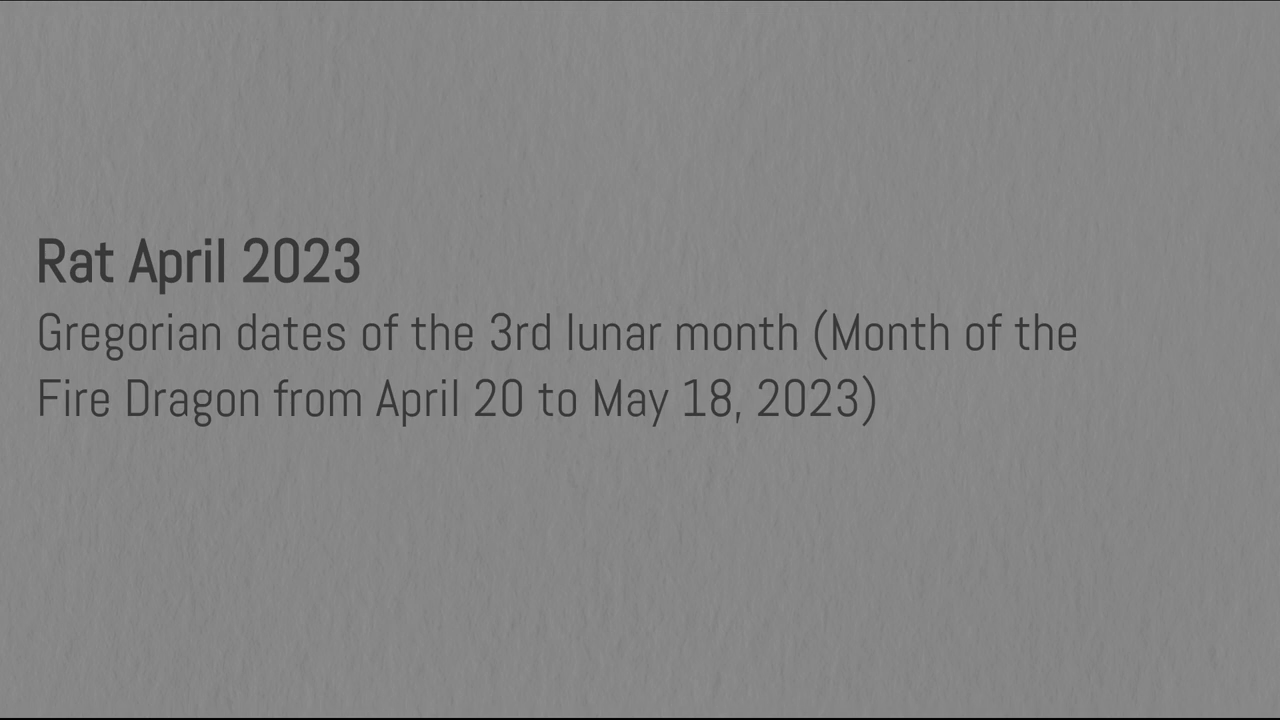 Rat April 2023
Gregorian dates of the 3rd lunar month (Month of the
Fire Dragon from April 20 to May 18, 2023)